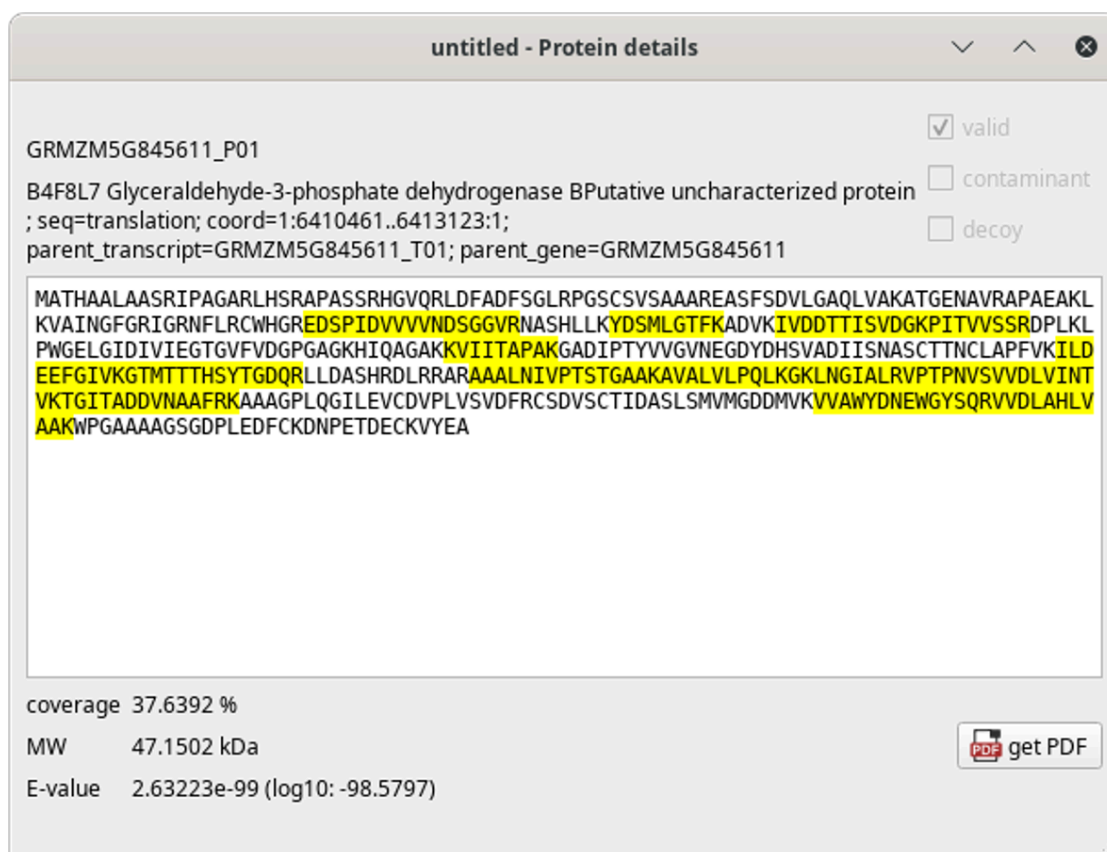 untitled - Protein details
valid
GRMZM5G845611_P01
contaminant
B4F8L7 Glyceraldehyde-3-phosphate dehydrogenase BPutative uncharacterized protein
; seq=translation; coord=1:6410461..6413123:1;
decoy
parent_transcript=GRMZM5G845611_T01; parent_gene=GRMZM5G845611
MATHAALAASRIPAGARLHSRAPASSRHGVQRLDFADFSGLRPGSCSVSAAAREASFSDVLGAQLVAKATGENAVRAPAEAKL
KVAINGFGRIGRNFLRCWHGREDSPIDVVVVNDSGGVRNASHLLKYDSMLGTFKADVKIVDDTTISVDGKPITVVSSRDPLKL
PWGELGIDIVIEGTGVFVDGPGAGKHIQAGAKKVIITAPAKGADIPTYVVGVNEGDYDHSVADIISNASCTTNCLAPFVKILD
EEFGIVKGTMTTTHSYTGDQRLLDASHRDLRRARAAALNIVPTSTGAAKAVALVLPQLKGKLNGIALRVPTPNVSVVDLVINT
VKTGITADDVNAAFRKAAAGPLQGILEVCDVPLVSVDFRCSDVSCTIDASLSMVMGDDMVKVVAWYDNEWGYSQRVVDLAHLV
AAKWPGAAAAGSGDPLEDFCKDNPETDECKVYEA
coverage 37.6392 %
MW 47.1502 kDa
PDF get PDF
E-value 2.63223e-99 (log10: -98.5797)